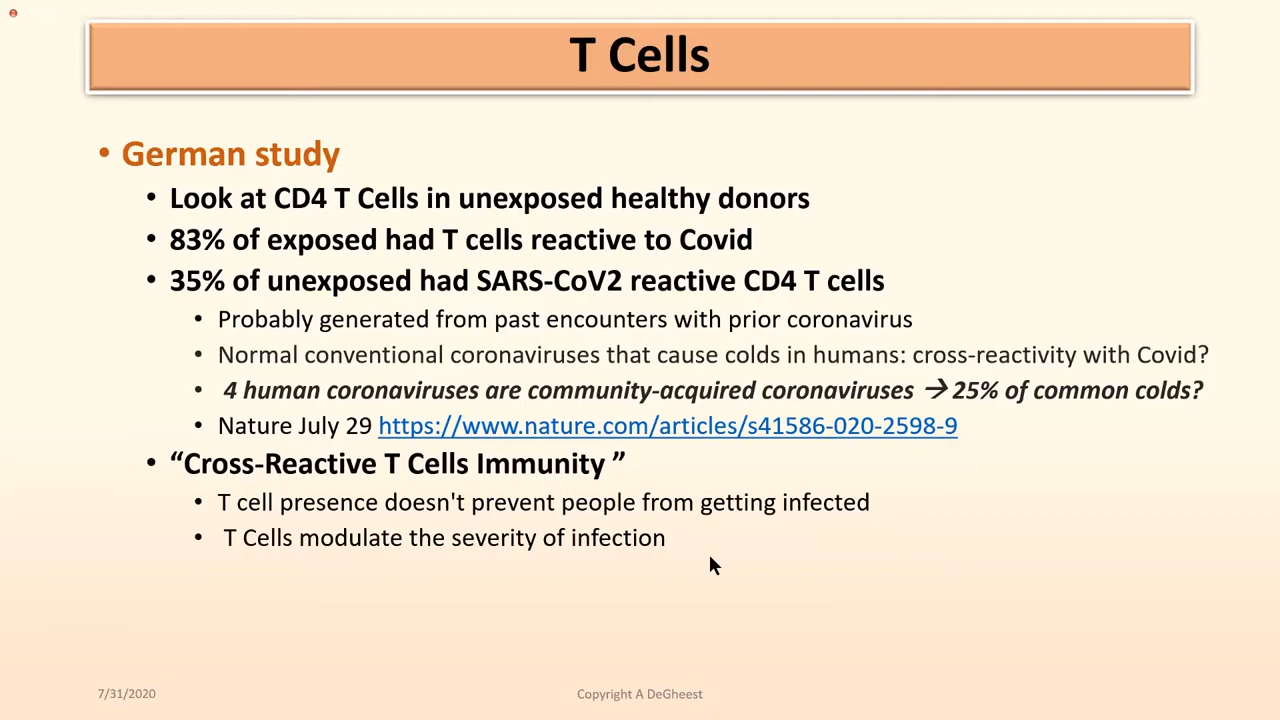 T Cells
• German study
• Look at CD4 T Cells in unexposed healthy donors
• 83% of exposed had T cells reactive to Covid
• 35% of unexposed had SARS-CoV2 reactive CD4 T cells
• Probably generated from past encounters with prior coronavirus
• Normal conventional coronaviruses that cause colds in humans: cross-reactivity with Covid?
• 4 human coronaviruses are community-acquired coronaviruses → 25% of common colds?
• Nature July 29 https://www.nature.com/articles/s41586-020-2598-9
• “Cross-Reactive T Cells Immunity ”
• T cell presence doesn't prevent people from getting infected
• T Cells modulate the severity of infection
7/31/2020
Copyright A DeGheest